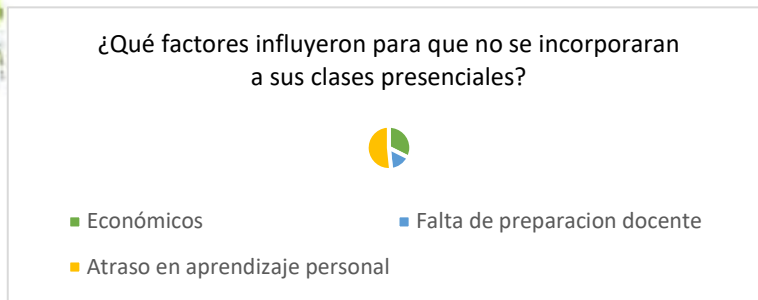 ¿Qué factores influyeron para que no se incorporaran
a sus clases presenciales?
Económicos
Falta de preparacion docente
Atraso en aprendizaje personal